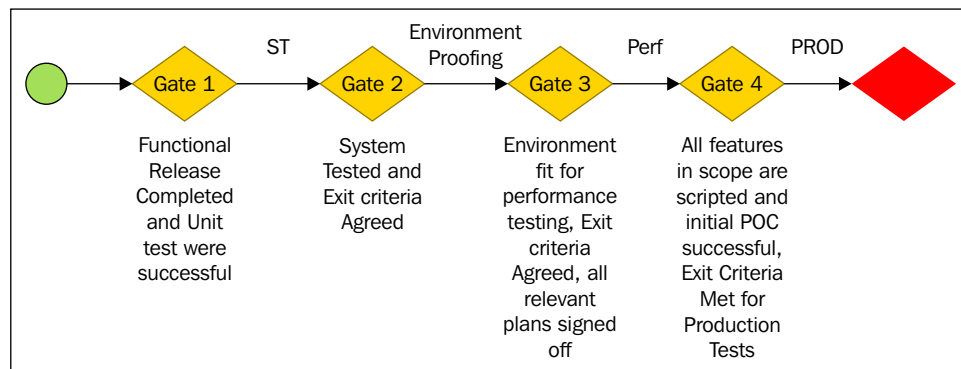 ST
Environment
Proofing
Perf
PROD
Gate 1
Gate 2
Gate 3
Gate 4
Functional
Release
Completed
and Unit
test were
successful
System
Tested and
Exit criteria
Agreed
Environment
fit for
performance
testing, Exit
criteria
Agreed, all
relevant
plans signed
off
All features
in scope are
scripted and
initial POC
successful,
Exit Criteria
Met for
Production
Tests